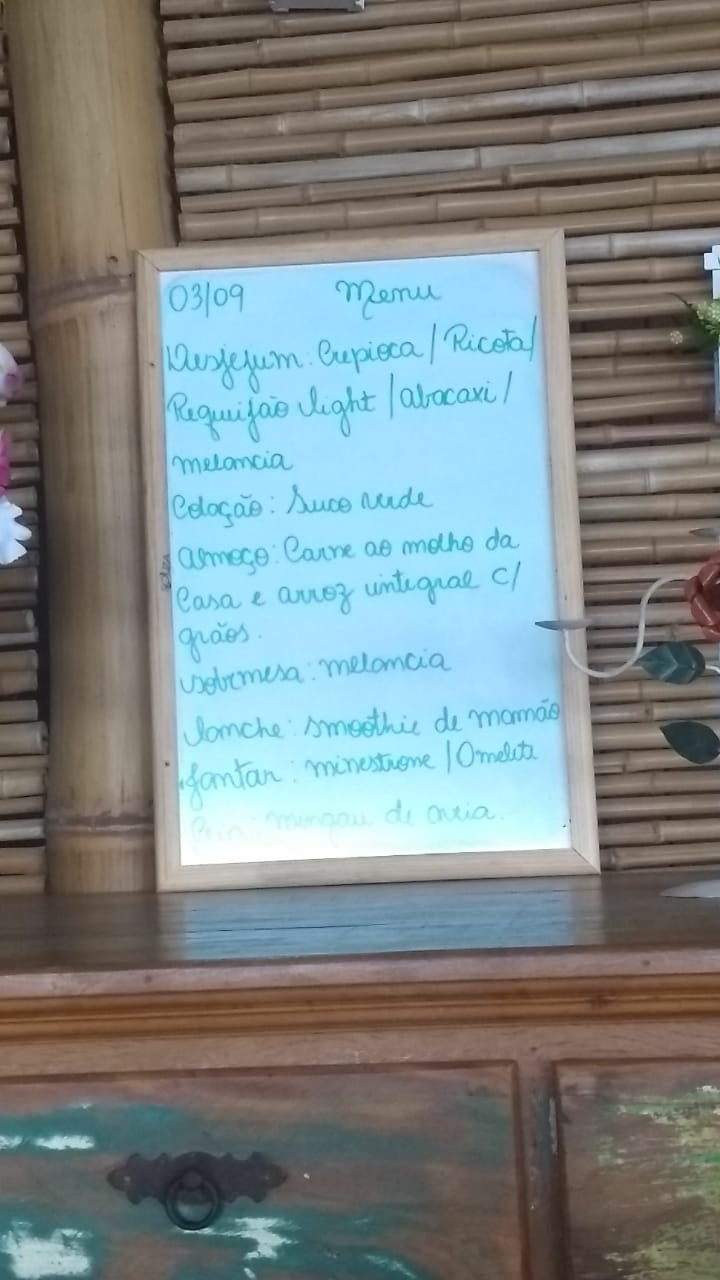 03/09 Menu
Desjejum: Crepioca / Ricota /
Requijão light / abacaxi /
melancia
Colação: Suco verde
Almoço: Carne ao molho da
Casa e arroz integral c/
grãos.
sobremesa: melancia
lanche: smoothie de mamão
Jantar: minestrone / Omelete
Ceia: mingau de aveia.